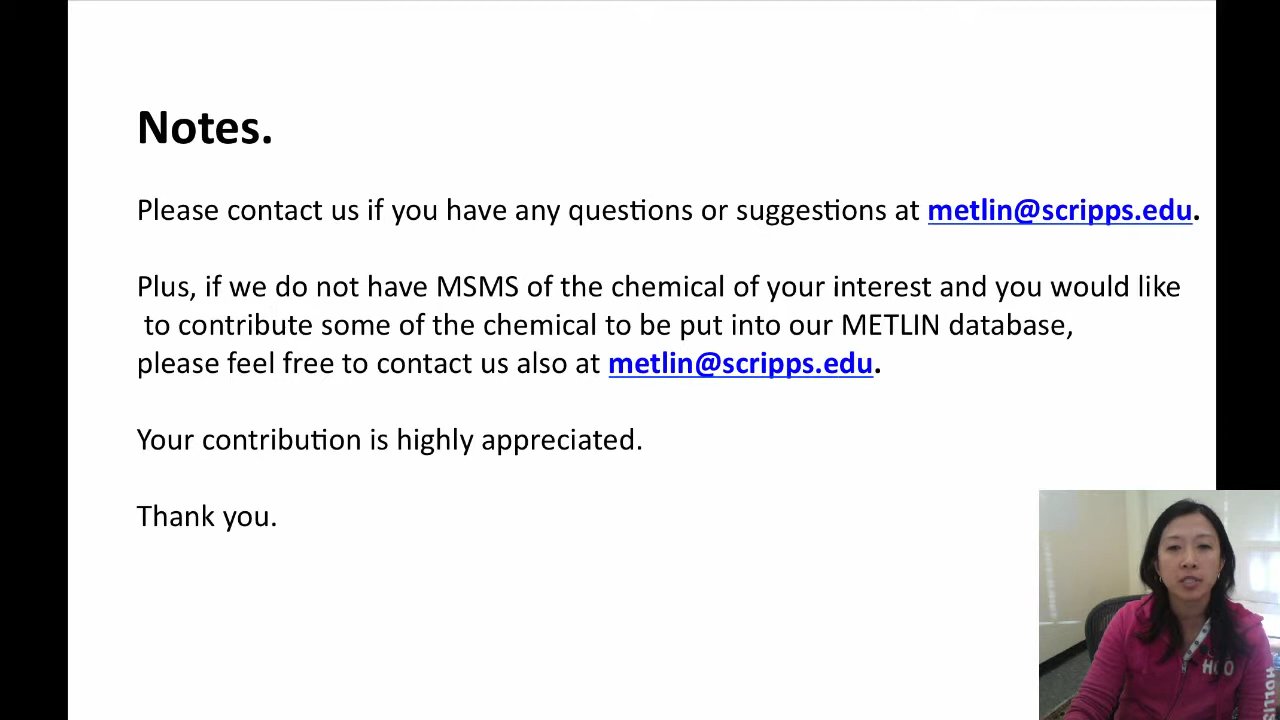 Notes.
Please contact us if you have any questions or suggestions at metlin@scripps.edu.
Plus, if we do not have MSMS of the chemical of your interest and you would like
to contribute some of the chemical to be put into our METLIN database,
please feel free to contact us also at metlin@scripps.edu.
Your contribution is highly appreciated.
Thank you.
HCO
HOLLIS